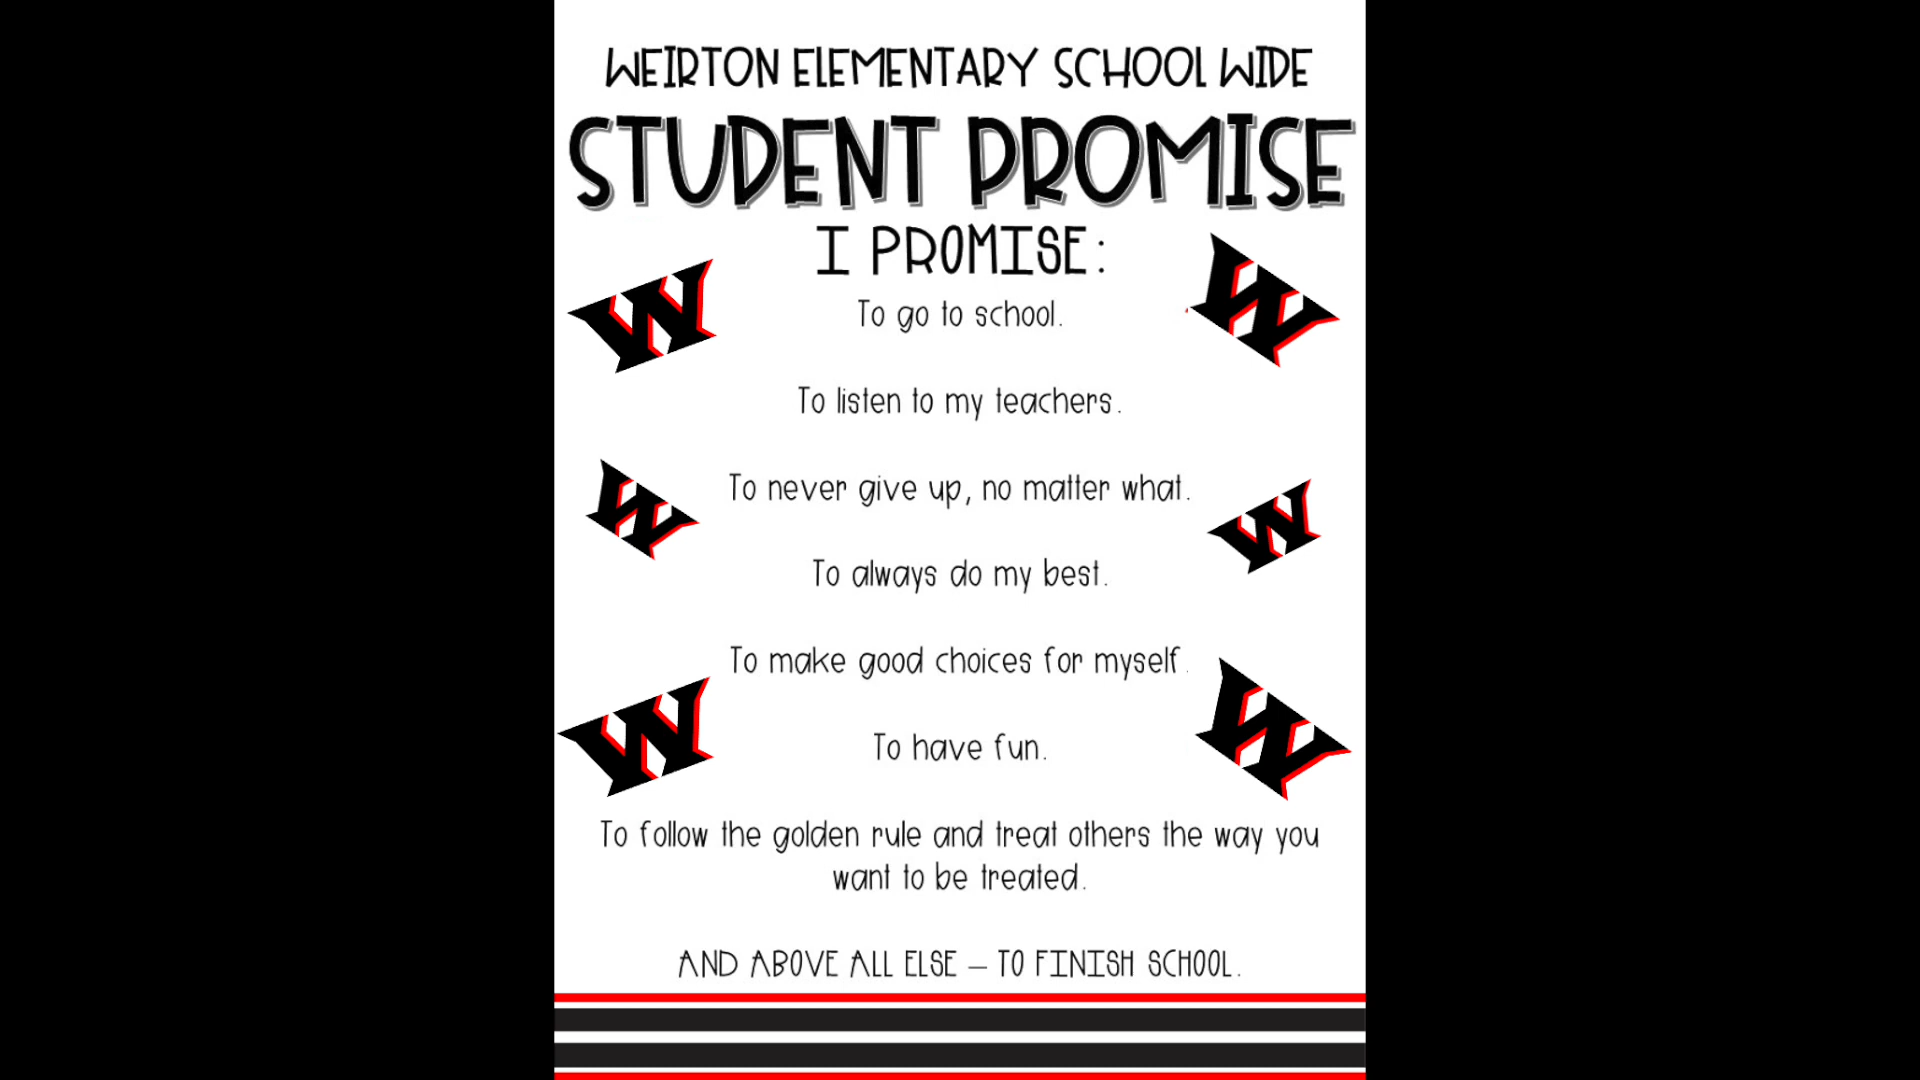 WEIRTON ELEMENTARY SCHOOL WIDE
STUDENT PROMISE
I PROMISE:
W
W
To go to school.
To listen to my teachers.
W
To never give up, no matter what.
W
To always do my best.
To make good choices for myself.
W
W
To have fun.
To follow the golden rule and treat others the way you
want to be treated.
AND ABOVE ALL ELSE – TO FINISH SCHOOL.